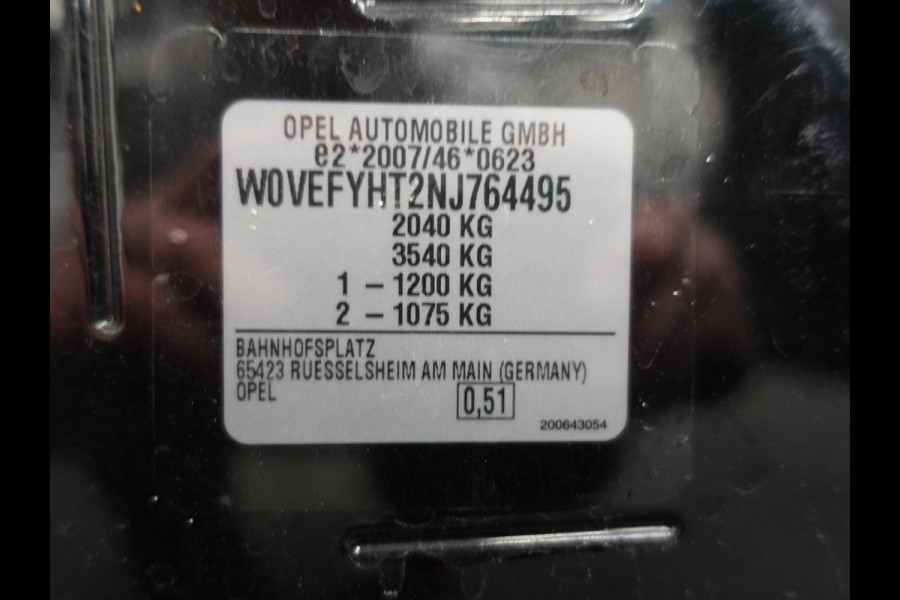 OPEL AUTOMOBILE GMBH
e2*2007/46*0623
W0VEFYHT2NJ764495
2040 KG
3540 KG
1 – 1200 KG
2 – 1075 KG
BAHNHOFSPLATZ
65423 RUESSELSHEIM AM MAIN (GERMANY)
OPEL
0,51
200643054